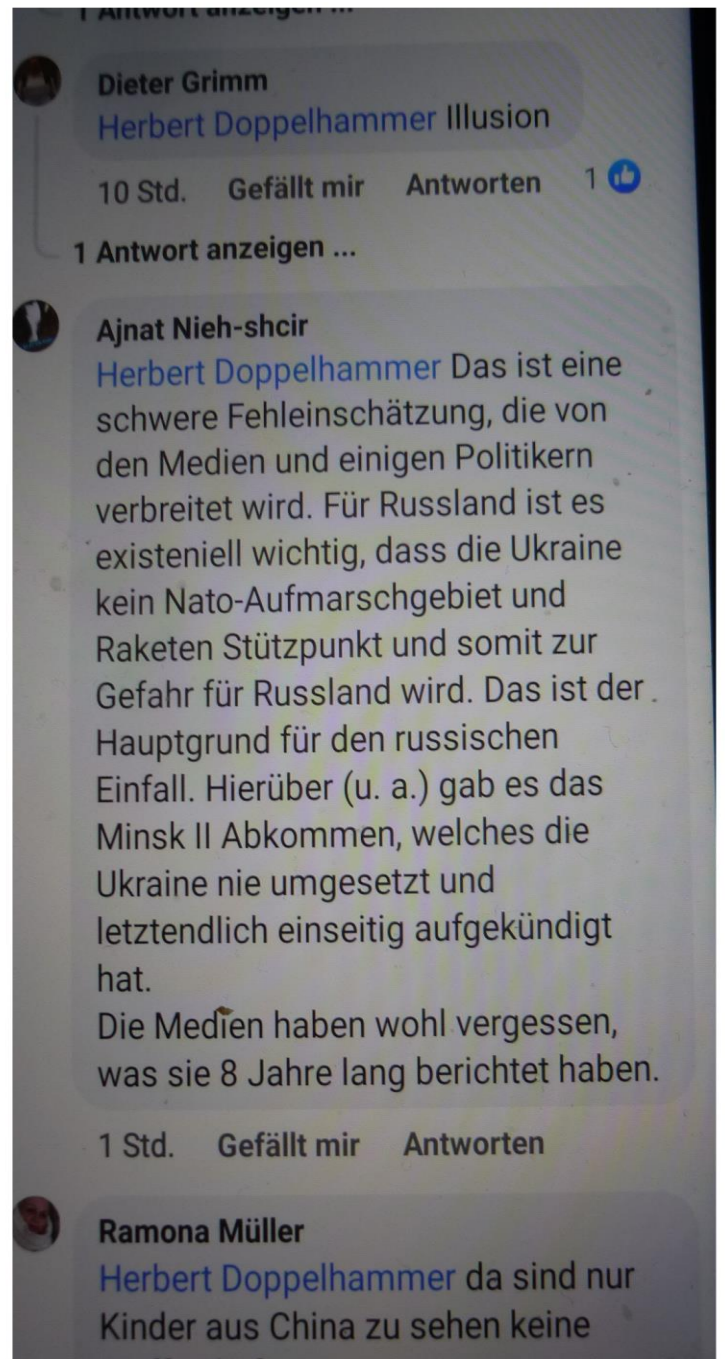 1 Antwort anzeigen ...
Dieter Grimm
Herbert Doppelhammer Illusion
10 Std. Gefällt mir Antworten 1
1 Antwort anzeigen ...
Ajnat Nieh-shcir
Herbert Doppelhammer Das ist eine
schwere Fehleinschätzung, die von
den Medien und einigen Politikern
verbreitet wird. Für Russland ist es
existeniell wichtig, dass die Ukraine
kein Nato-Aufmarschgebiet und
Raketen Stützpunkt und somit zur
Gefahr für Russland wird. Das ist der
Hauptgrund für den russischen
Einfall. Hierüber (u. a.) gab es das
Minsk II Abkommen, welches die
Ukraine nie umgesetzt und
letztendlich einseitig aufgekündigt
hat.
Die Medien haben wohl vergessen,
was sie 8 Jahre lang berichtet haben.
1 Std. Gefällt mir Antworten
Ramona Müller
Herbert Doppelhammer da sind nur
Kinder aus China zu sehen keine